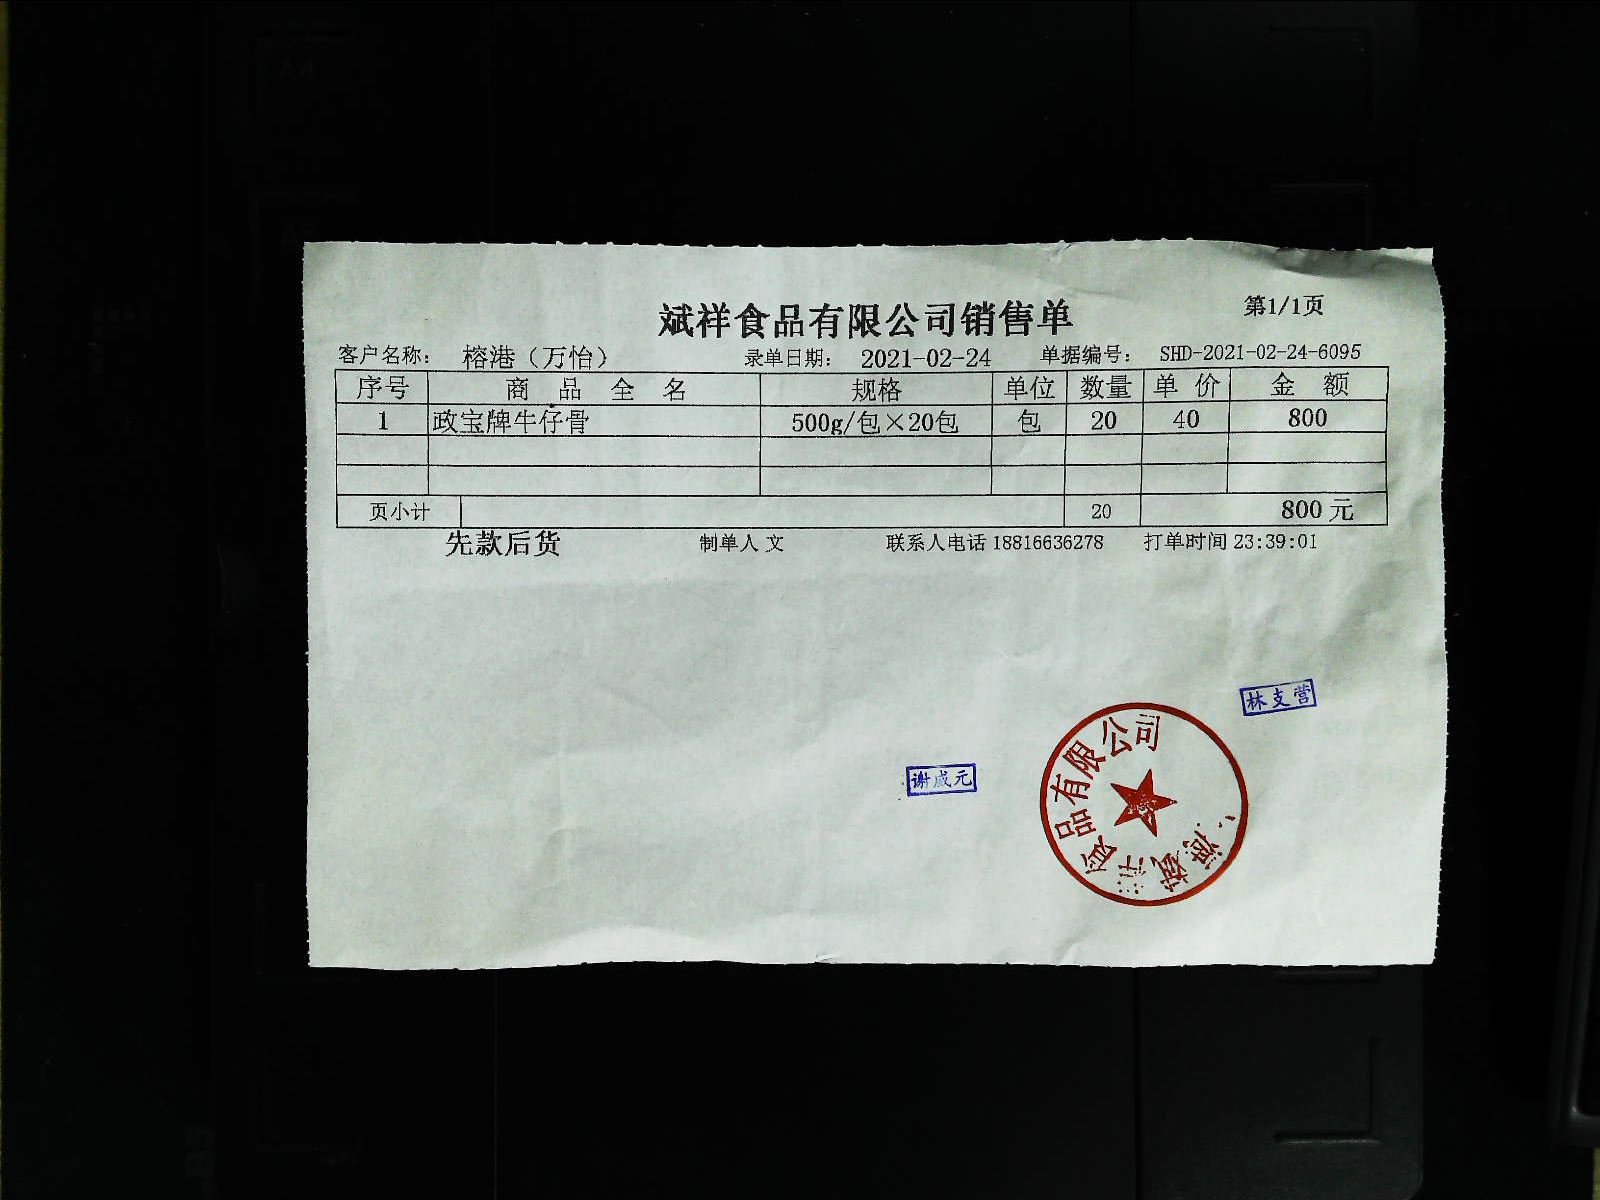 斌祥食品有限公司销售单
第1/1页
客户名称： 榕港（万怡） 录单日期： 2021-02-24 单据编号： SHD-2021-02-24-6095
序号 商品全名 规格 单位 数量 单价 金额
1 政宝牌牛仔骨 500g/包×20包 包 20 40 800
页小计 20 800元
先款后货 制单人 文 联系人电话 18816636278 打单时间 23:39:01
林支营
谢威元
食品有限公司